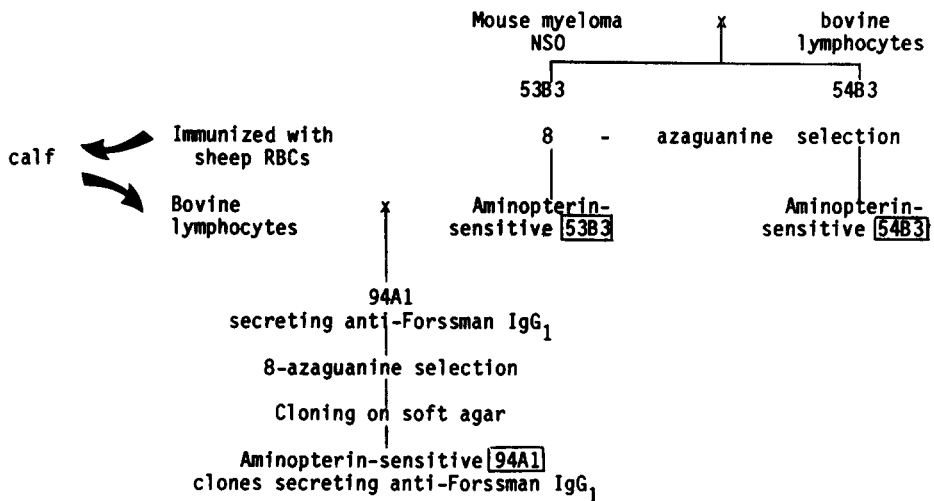 Mouse myeloma x bovine
NSO lymphocytes
53B3 54B3
Immunized with 8 - azaguanine selection
calf sheep RBCs
Bovine x Aminopterin- Aminopterin-
lymphocytes sensitive 53B3 sensitive 54B3
94A1
secreting anti-Forssman IgG1
8-azaguanine selection
Cloning on soft agar
Aminopterin-sensitive 94A1
clones secreting anti-Forssman IgG1